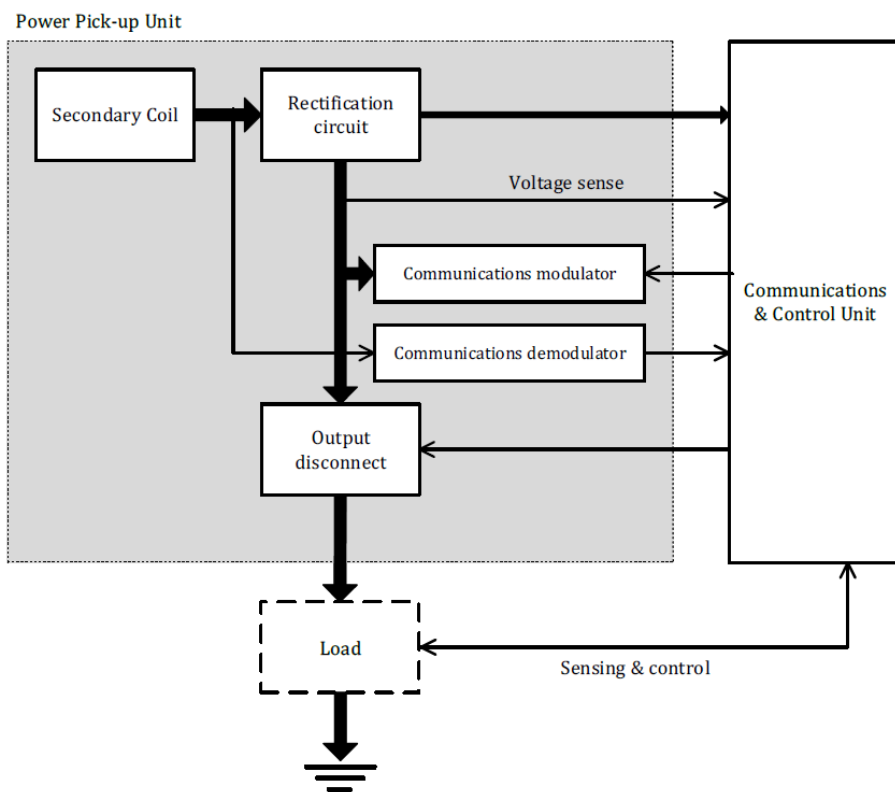 Power Pick-up Unit
Secondary Coil
Rectification
circuit
Voltage sense
Communications modulator
Communications
& Control Unit
Communications demodulator
Output
disconnect
Load
Sensing & control